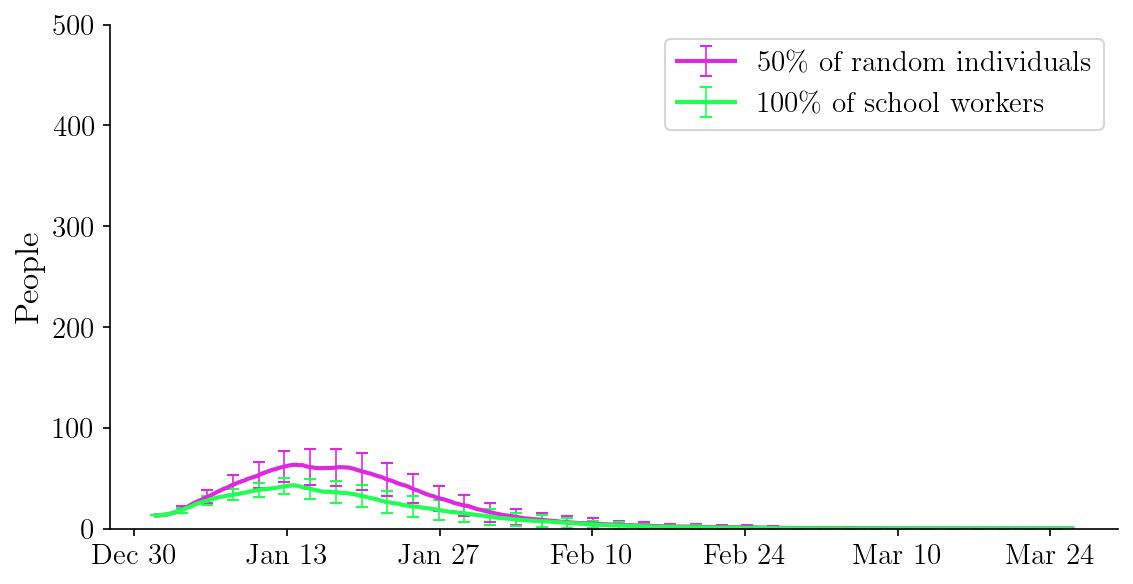 500
400
300
200
100
0
People
50% of random individuals
100% of school workers
Dec 30 Jan 13 Jan 27 Feb 10 Feb 24 Mar 10 Mar 24